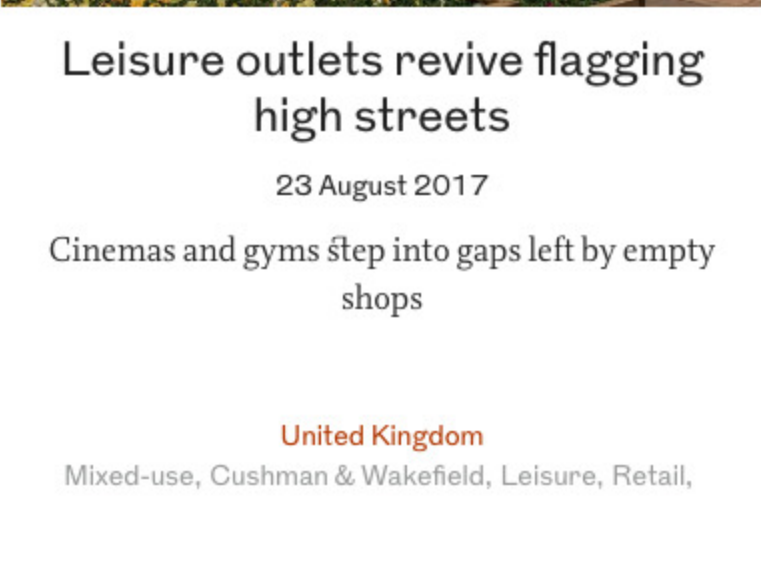 Leisure outlets revive flagging
high streets
23 August 2017
Cinemas and gyms step into gaps left by empty
shops
United Kingdom
Mixed-use, Cushman & Wakefield, Leisure, Retail,